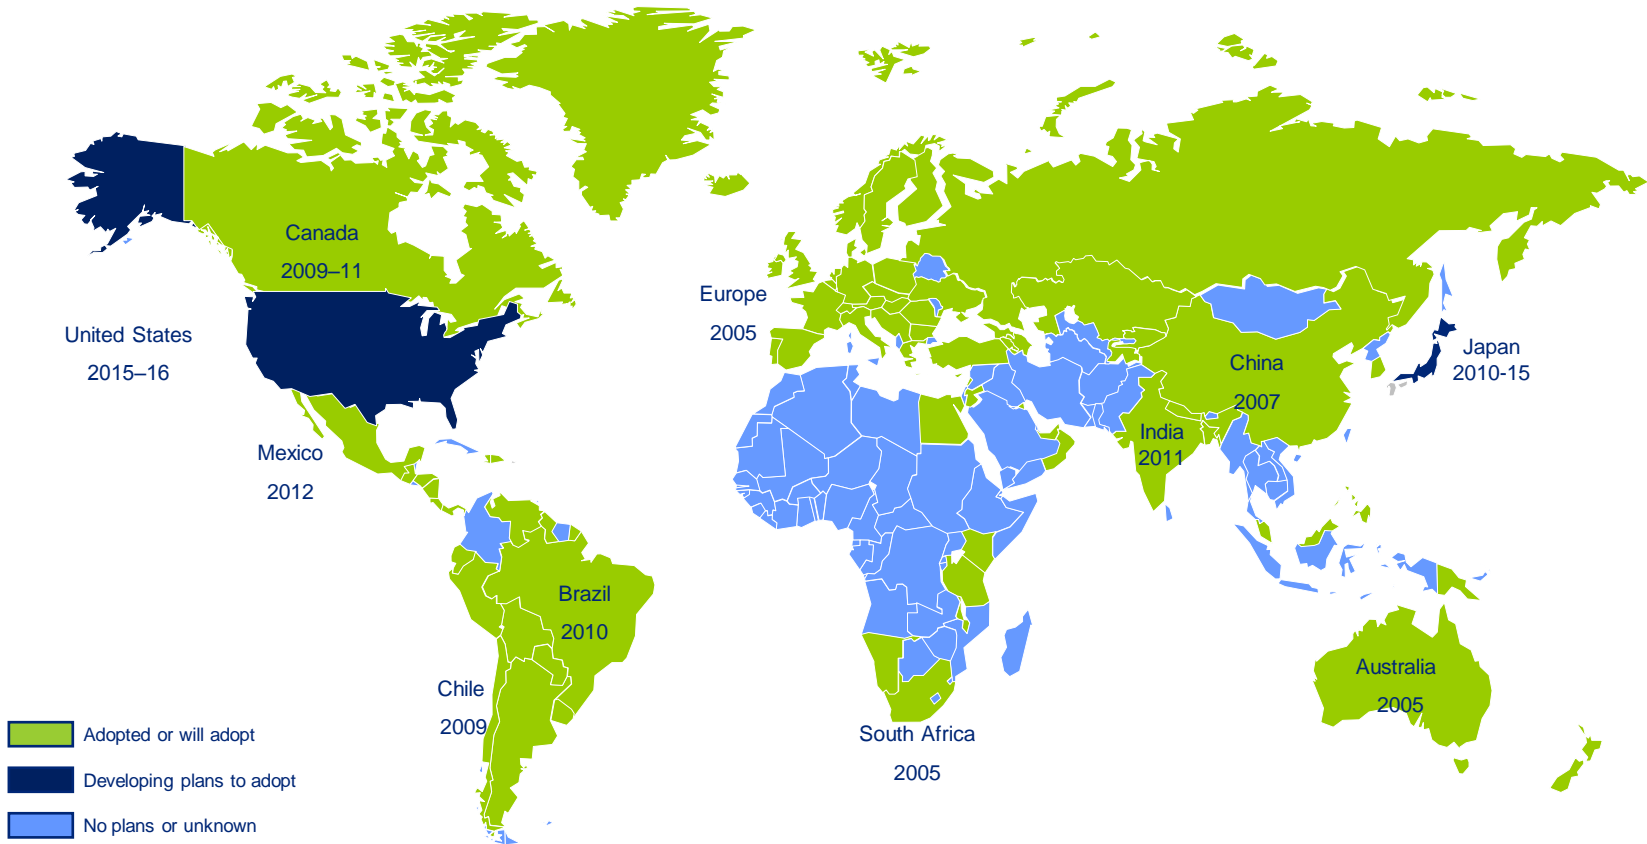 Canada
2009–11
United States
2015–16
Mexico
2012
Brazil
2010
Chile
2009
Europe
2005
South Africa
2005
China
2007
India
2011
Japan
2010-15
Australia
2005
Adopted or will adopt
Developing plans to adopt
No plans or unknown